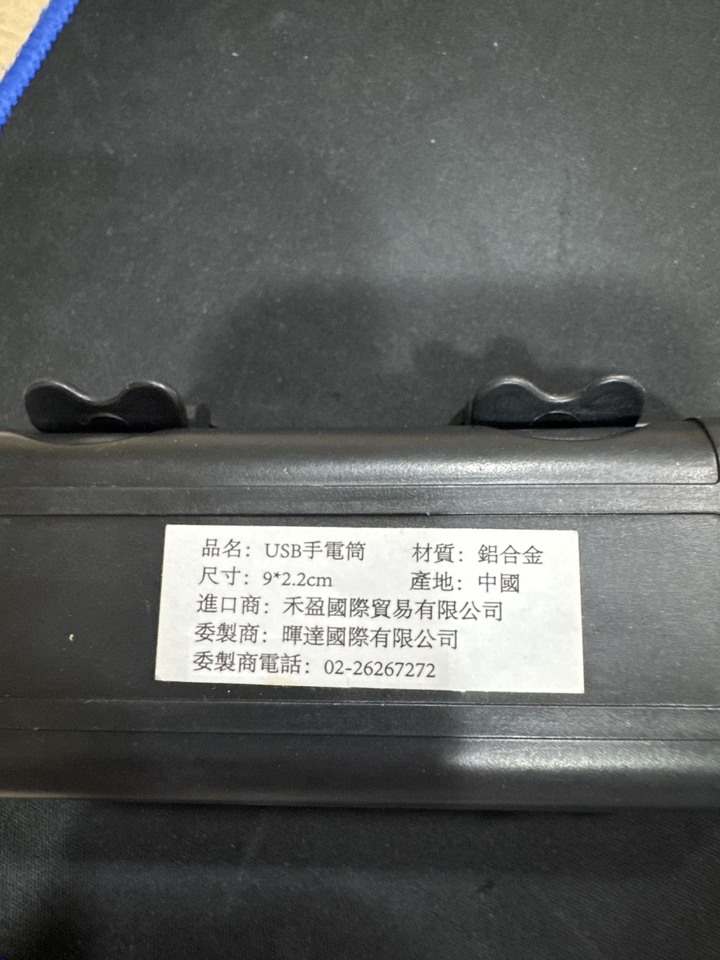 品名：USB手電筒　材質：鋁合金
尺寸：9*2.2cm　產地：中國
進口商：禾盈國際貿易有限公司
委製商：暉達國際有限公司
委製商電話：02-26267272